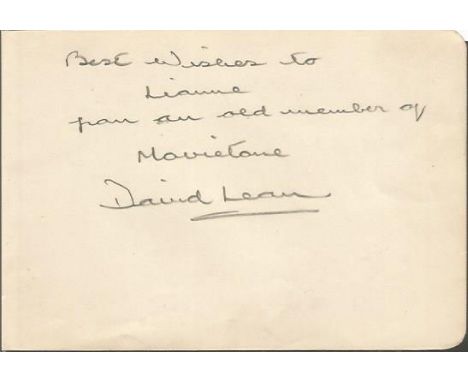 Best Wishes to
Lianne
from an old member of
Movietone
David Lean